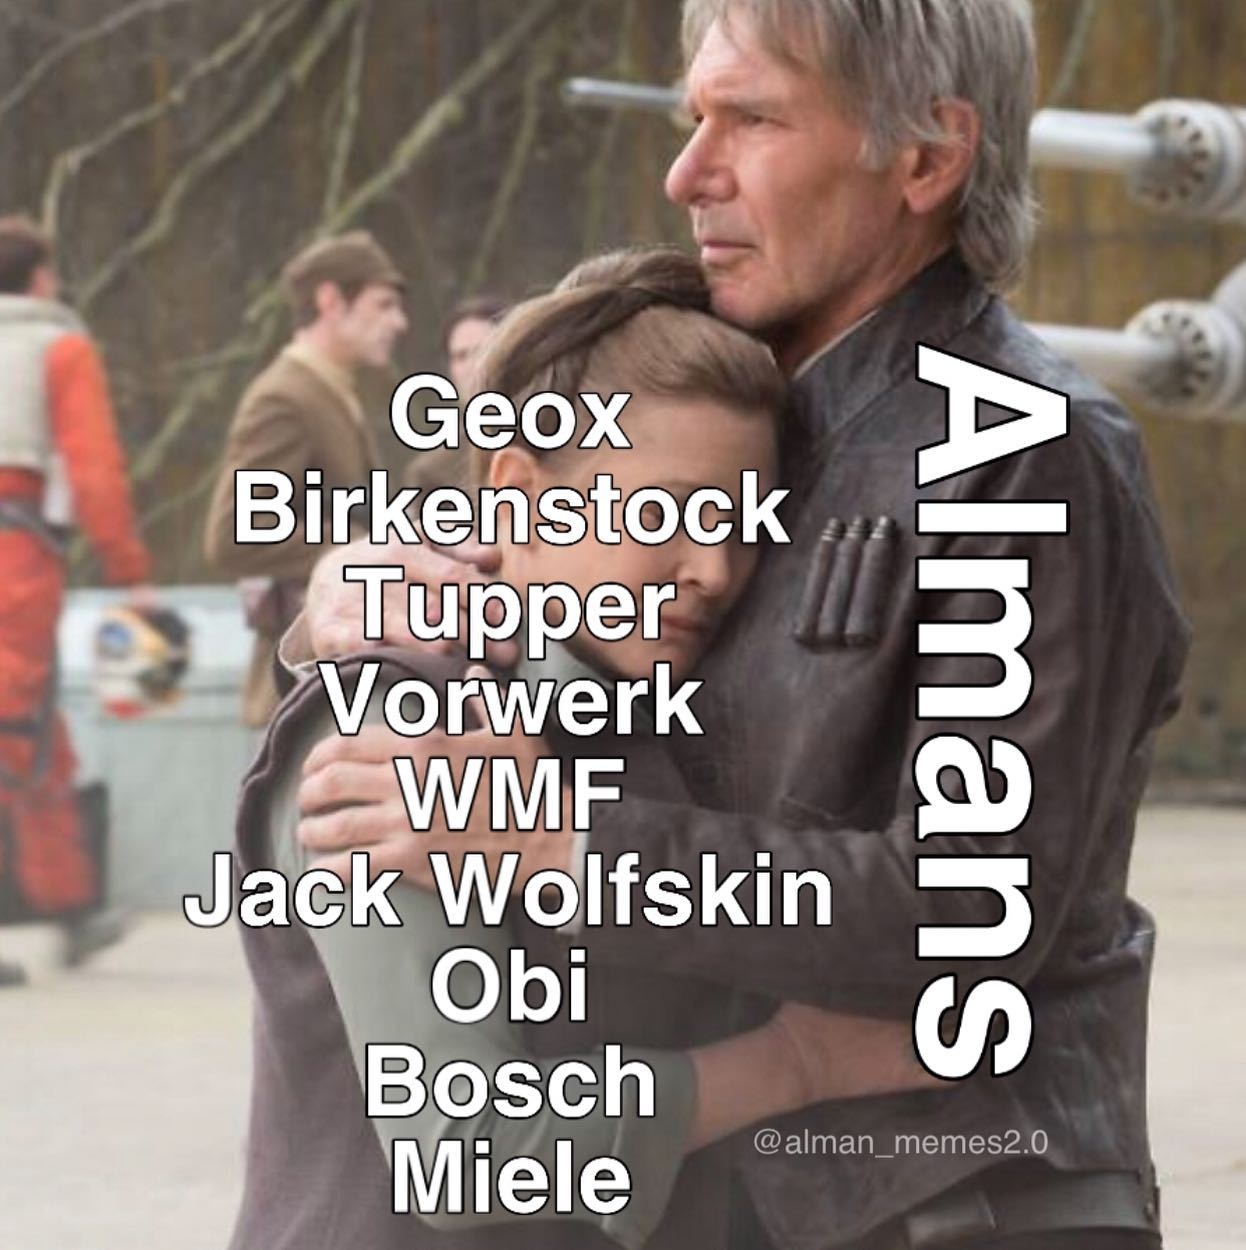 Geox
Birkenstock
Tupper
Vorwerk
WMF
Jack Wolfskin
Obi
Bosch
Miele
Almans
@alman_memes2.0